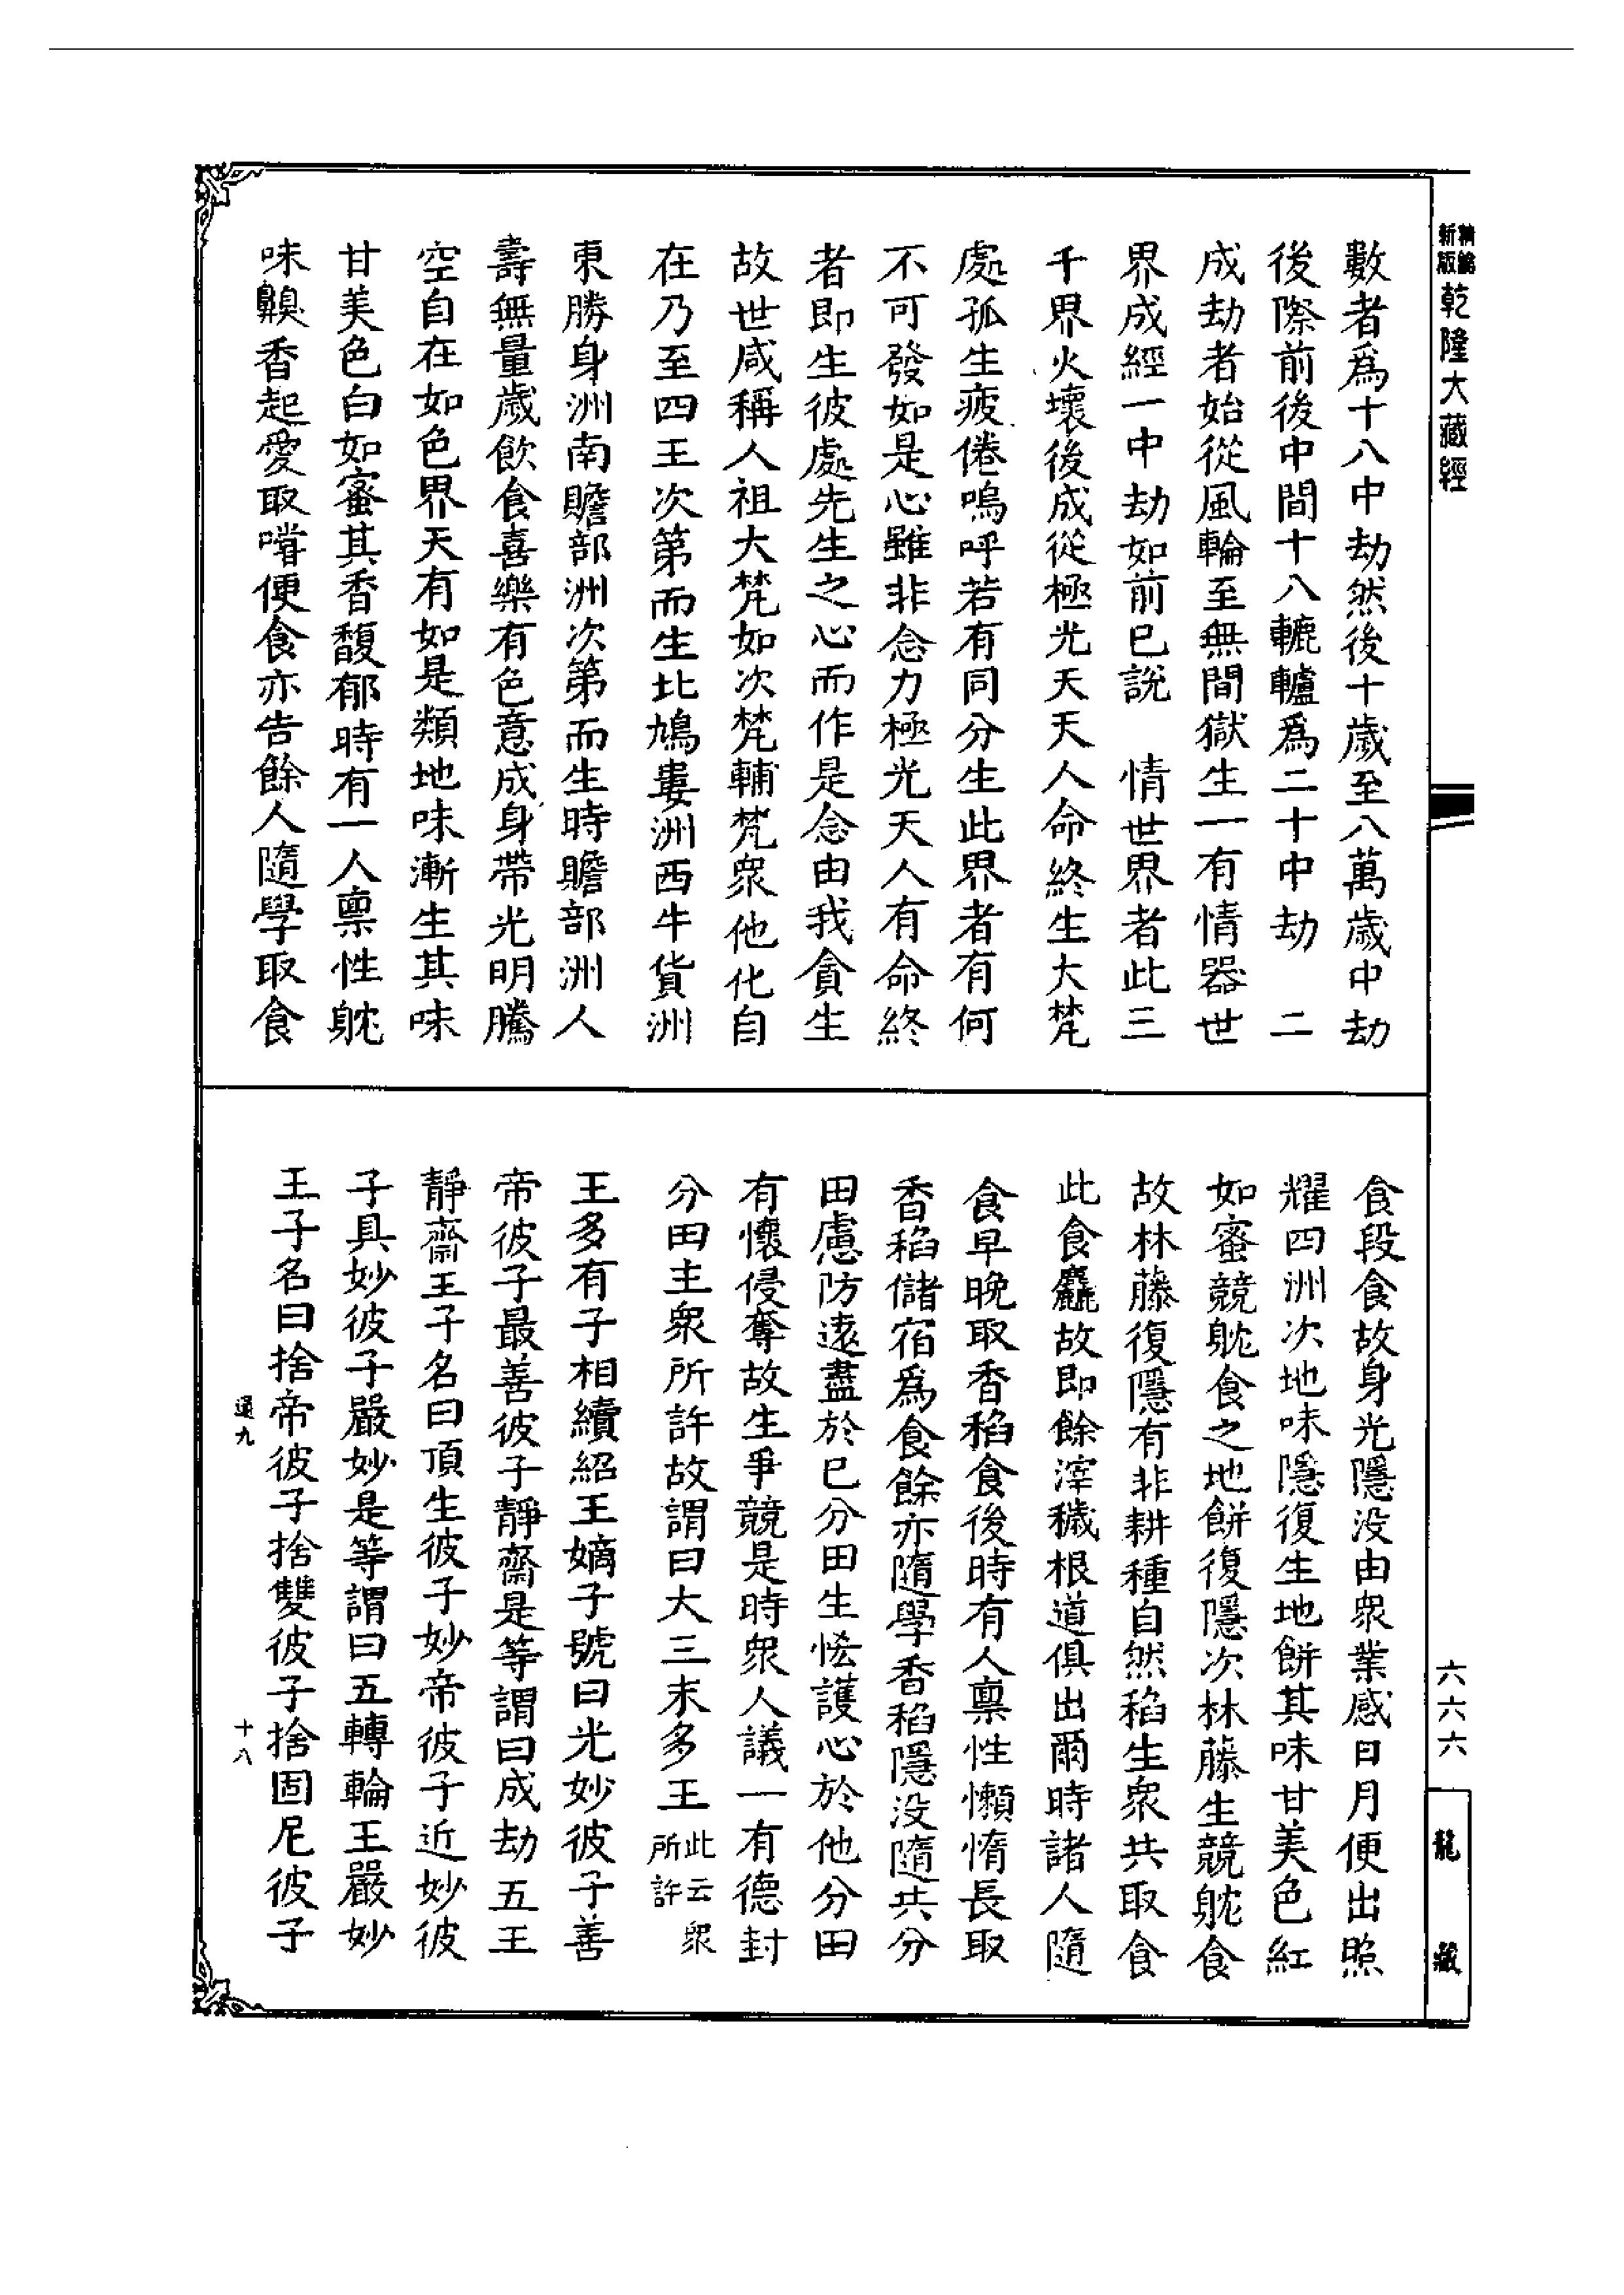 新版
乾隆大藏經
數者爲十八中劫然後十歲至八萬歲中劫
後際前後中間十八轆轤爲二十中劫　二
成劫者始從風輪至無間獄生一有情器世
界成經一中劫如前已說　情世界者此三
千界火壞後成從極光天天人命終生大梵
處孤生疲倦嗚呼若有同分生此界者有何
不可發如是心雖非念力極光天人有命終
者即生彼處先生之心而作是念由我貪生
故世咸稱人祖大梵如次梵輔梵衆他化自
在乃至四王次第而生北鳩婁洲西牛貨洲
東勝身洲南贍部洲次第而生時贍部洲人
壽無量歲飲食喜樂有色意成身帶光明騰
空自在如色界天有如是類地味漸生其味
甘美色白如蜜其香馥郁時有一人禀性躭
味齅香起愛取嘗便食亦告餘人隨學取食
食段食故身光隱没由衆業感日月便出照
耀四洲次地味隱復生地餅其味甘美色紅
如蜜競躭食之地餅復隱次林藤生競躭食
故林藤復隱有非耕種自然稻生衆共取食
此食麤故即餘滓穢根道俱出爾時諸人隨
食早晚取香稻食後時有人禀性懶惰長取
香稻儲宿爲食餘亦隨學香稻隱没隨共分
田慮防遠盡於已分田生恡護心於他分田
有懷侵奪故生爭競是時衆人議一有德封
分田主衆所許故謂曰大三末多王此云衆所許
王多有子相續紹王嫡子號曰光妙彼子善
帝彼子最善彼子靜齋是等謂曰成劫五王
靜齋王子名曰頂生彼子妙帝彼子近妙彼
子具妙彼子嚴妙是等謂曰五轉輪王嚴妙
王子名曰捨帝彼子捨雙彼子捨固尼彼子
九
十八
六六六
龍藏